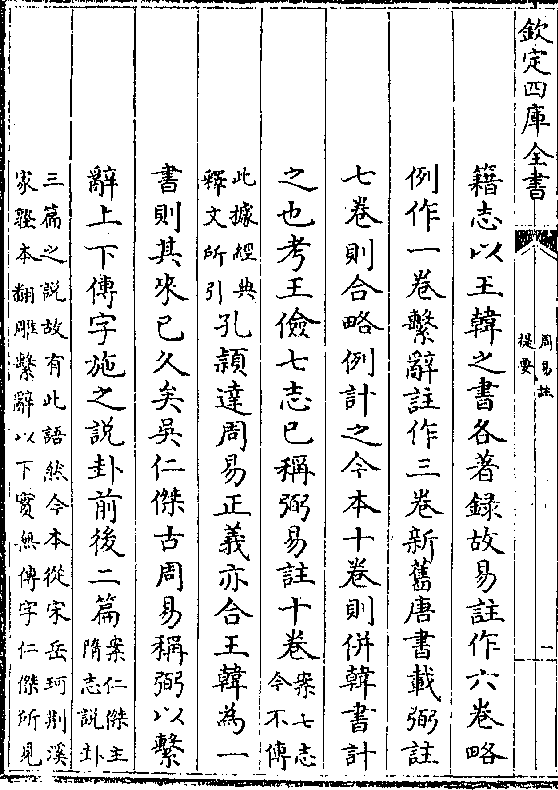 欽定四庫全書
周易註
提要
二
籍志以王韓之書各著録故易註作六卷略
例作一卷繫辭註作三卷新舊唐書載弼註
七卷則合略例計之今本十卷則併韓書計
之也考王儉七志已稱弼易註十卷案七志
今不傳
此據經典
釋文所引孔頴達周易正義亦合王韓為一
書則其來已久矣吳仁傑古周易稱弼以繫
辭上下傳字施之說卦前後二篇案仁傑主
隋志說卦
三篇之說故有此語然今本從宋岳珂荆溪
家塾本翻雕繫辭以下實無傳字仁傑所見